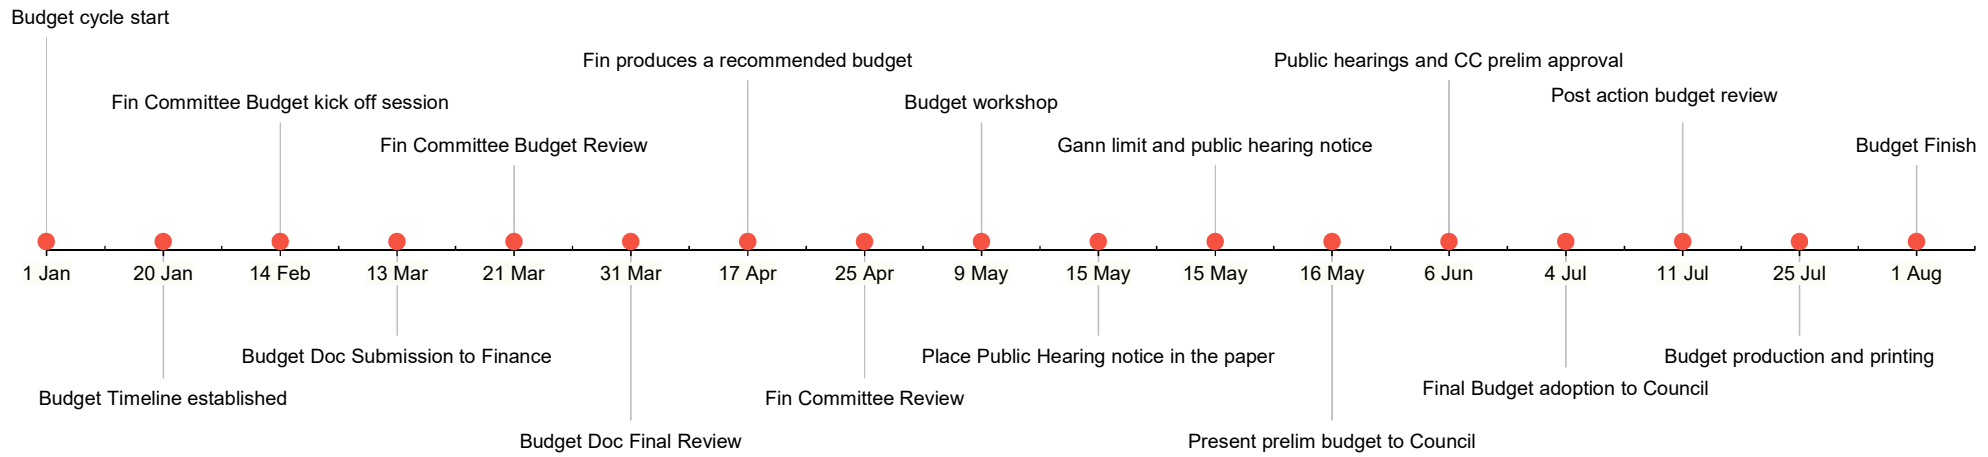 Budget cycle start
Fin produces a recommended budget
Public hearings and CC prelim approval
Post action budget review
Fin Committee Budget kick off session
Budget workshop
Fin Committee Budget Review
Gann limit and public hearing notice
Budget Finish
1 Jan
20 Jan
14 Feb
13 Mar
21 Mar
31 Mar
17 Apr
25 Apr
9 May
15 May
15 May
16 May
6 Jun
4 Jul
11 Jul
25 Jul
1 Aug
Budget Doc Submission to Finance
Place Public Hearing notice in the paper
Budget production and printing
Final Budget adoption to Council
Budget Timeline established
Fin Committee Review
Budget Doc Final Review
Present prelim budget to Council